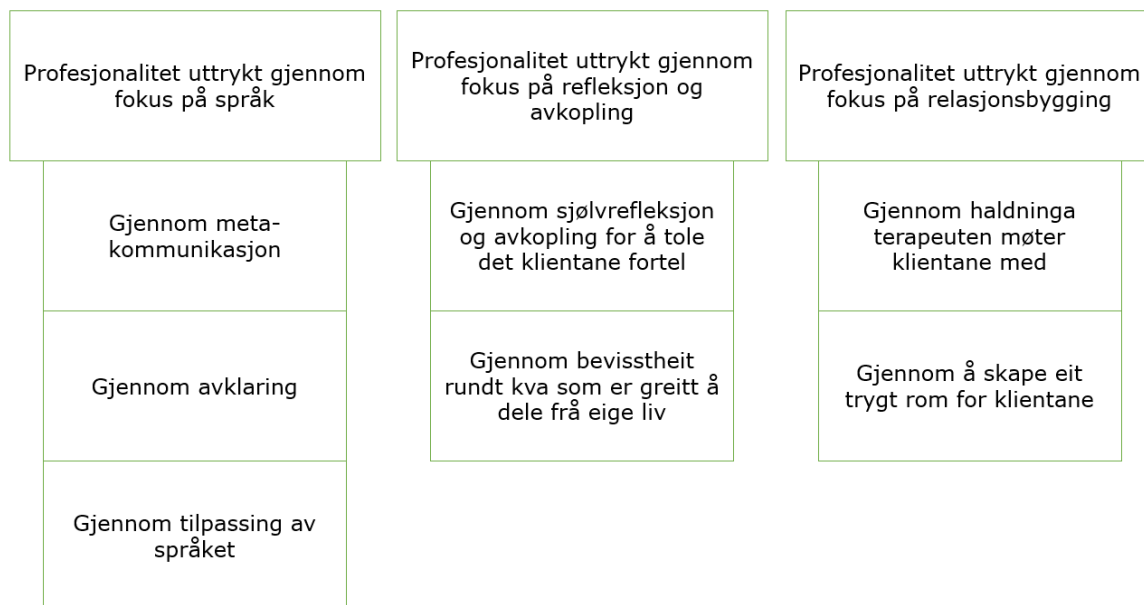 Profesjonalitet uttrykt gjennom
fokus på språk
Gjennom meta-
kommunikasjon
Gjennom avklaring
Gjennom tilpassing av
språket
Profesjonalitet uttrykt gjennom
fokus på refleksjon og
avkopling
Gjennom sjølvrefleksjon
og avkopling for å tole
det klientane fortel
Gjennom bevisstheit
rundt kva som er greitt å
dele frå eige liv
Profesjonalitet uttrykt gjennom
fokus på relasjonsbygging
Gjennom haldninga
terapeuten møter
klientane med
Gjennom å skape eit
trygt rom for klientane